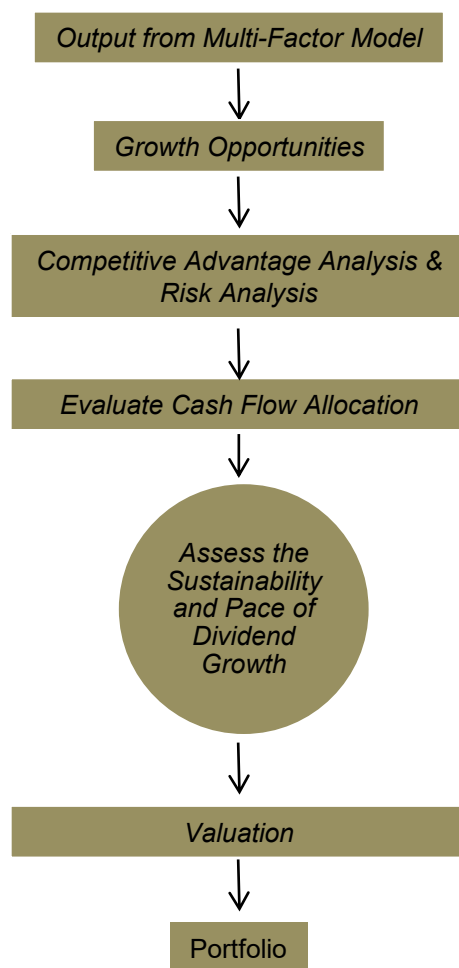 Output from Multi-Factor Model
Growth Opportunities
Competitive Advantage Analysis &
Risk Analysis
Evaluate Cash Flow Allocation
Assess the
Sustainability
and Pace of
Dividend
Growth
Valuation
Portfolio